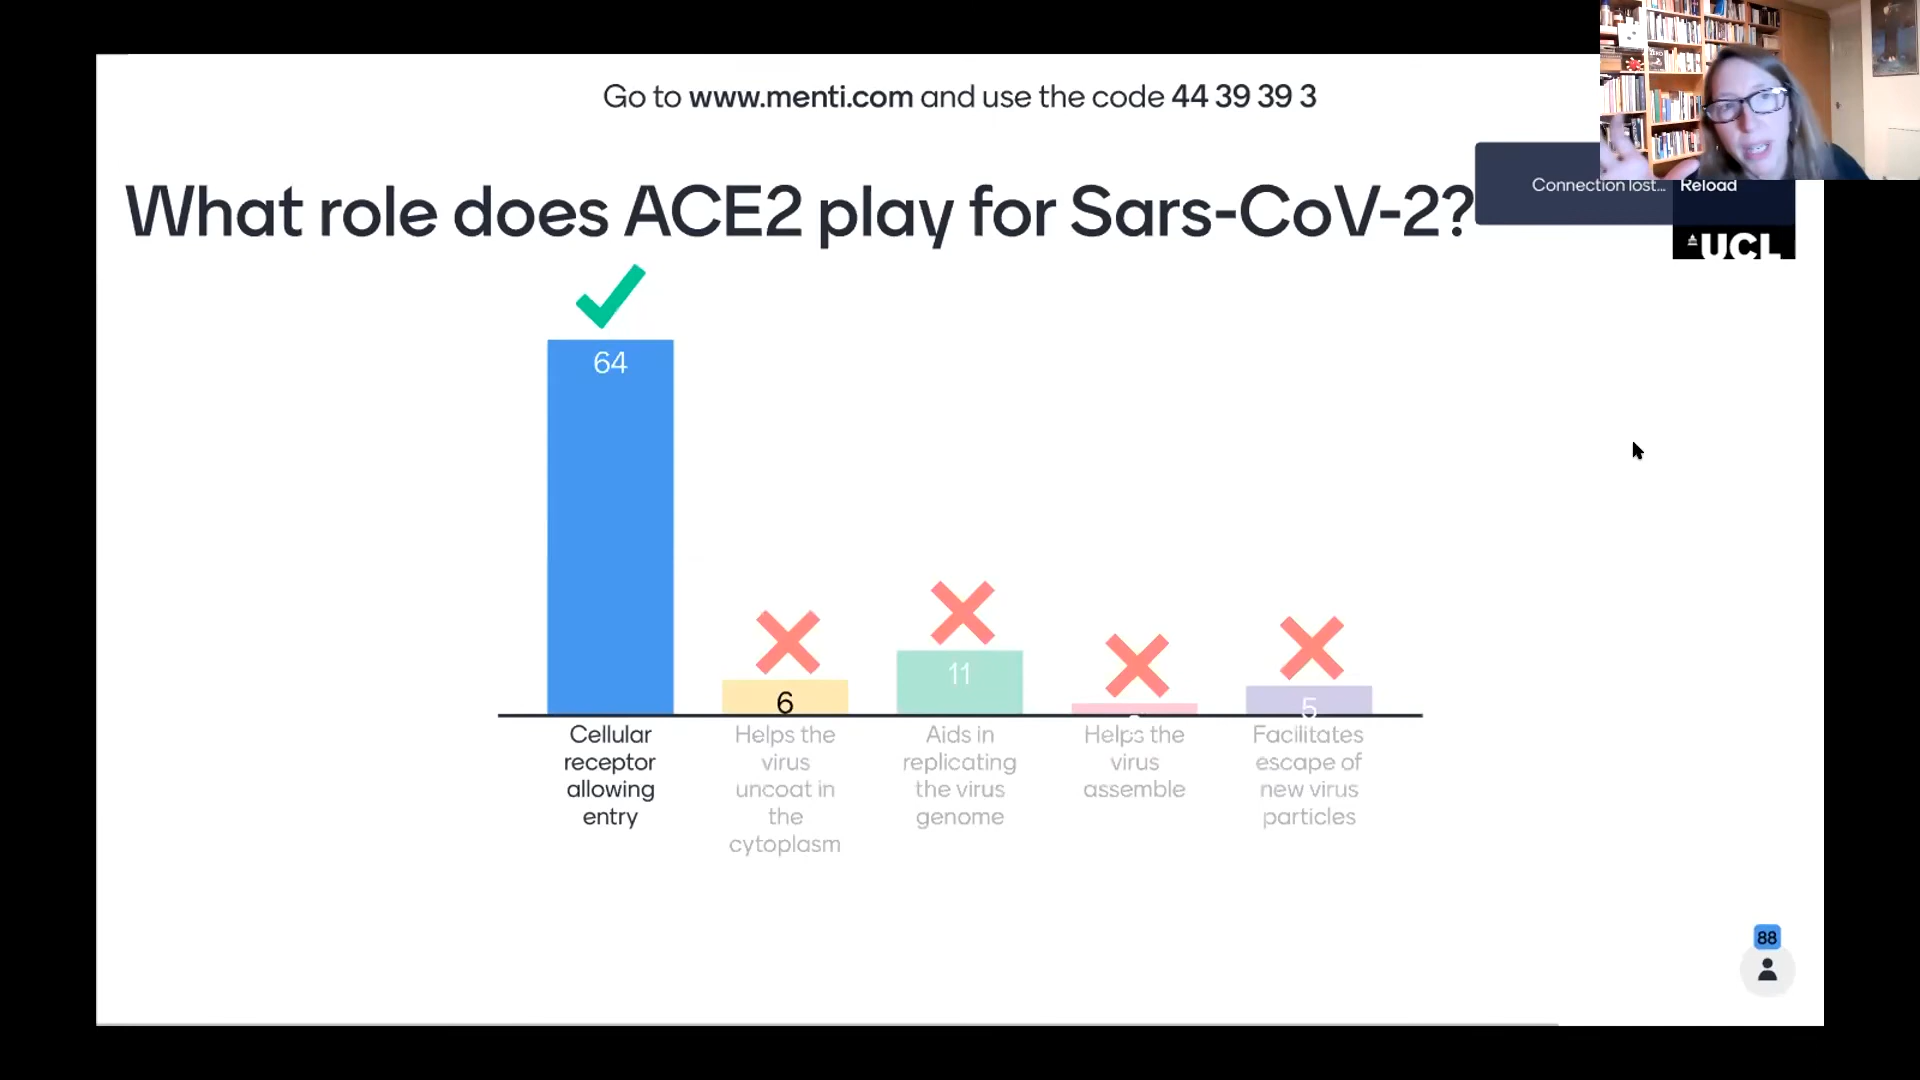 Go to www.menti.com and use the code 44 39 39 3
Connection lost... Reload
What role does ACE2 play for Sars-CoV-2?
UCL
64
6
11
5
Cellular
receptor
allowing
entry
Helps the
virus
uncoat in
the
cytoplasm
Aids in
replicating
the virus
genome
Helps the
virus
assemble
Facilitates
escape of
new virus
particles
88